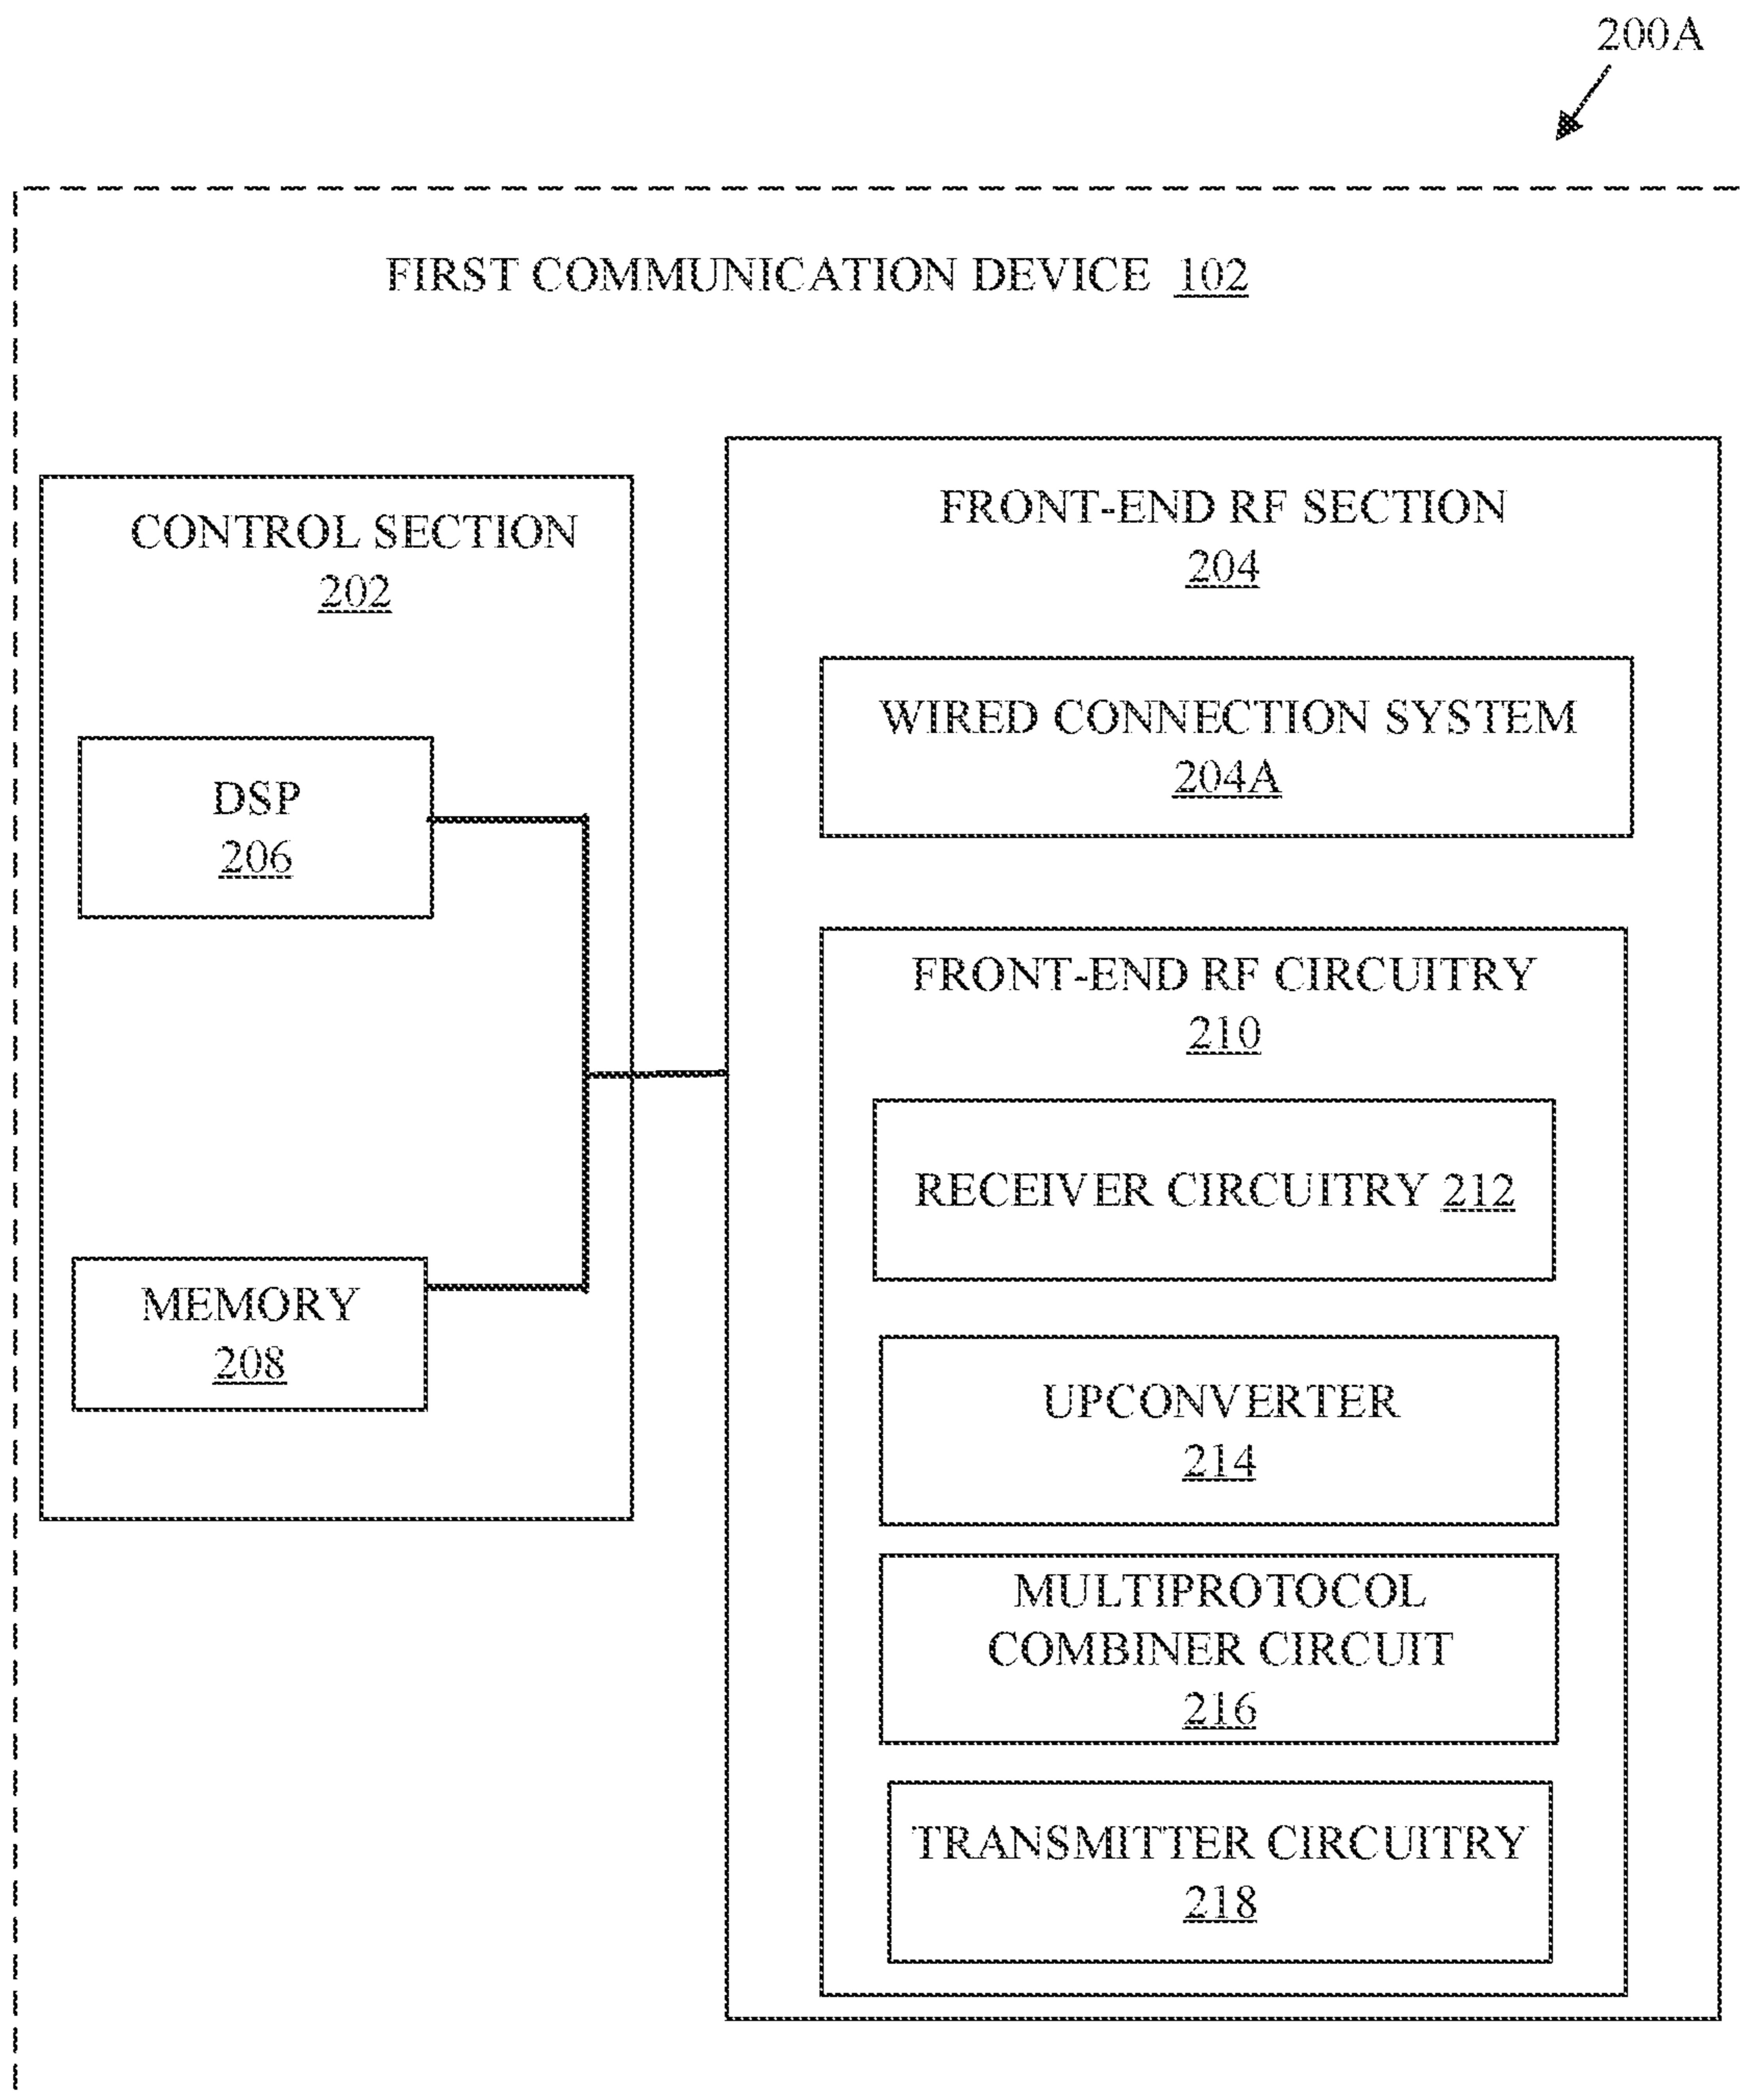 200A
FIRST COMMUNICATION DEVICE 102
CONTROL SECTION
202
DSP
206
MEMORY
208
FRONT-END RF SECTION
204
WIRED CONNECTION SYSTEM
204A
FRONT-END RF CIRCUITRY
210
RECEIVER CIRCUITRY 212
UPCONVERTER
214
MULTIPROTOCOL
COMBINER CIRCUIT
216
TRANSMITTER CIRCUITRY
218